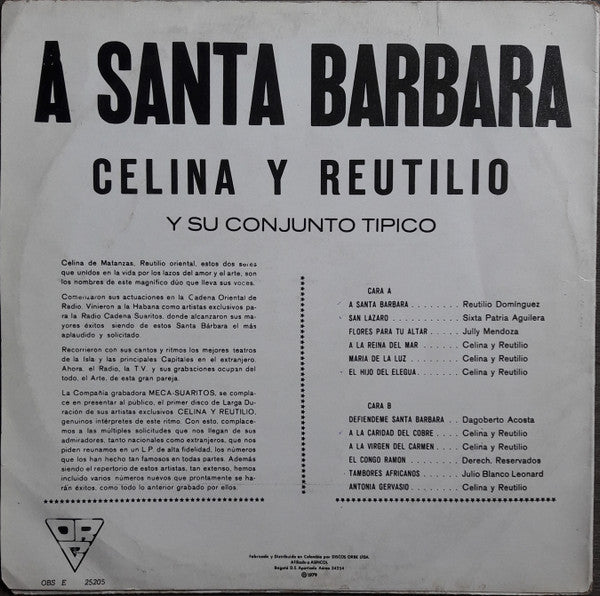 A SANTA BARBARA
CELINA Y REUTILIO
Y SU CONJUNTO TIPICO
Celina de Matanzas, Reutilio oriental, estos dos seres
que unidos en la vida por los lazos del amor y el arte, son
los nombres de este magnífico dúo que lleva sus voces.
Comenzaron sus actuaciones en la Cadena Oriental de
Radio. Vinieron a la Habana como artistas exclusivos pa-
ra la Radio Cadena Suaritos, donde alcanzaron sus ma-
yores éxitos siendo de estos Santa Bárbara el más
aplaudido y solicitado.
Recorrieron con sus cantos y ritmos los mejores teatros
de la Isla y las principales Capitales en el extranjero.
Ahora, el Radio, la T.V. y sus grabsciones ocupan del
todo, el Arte, de esta gran pareja.
La Compañía grabadora MECA-SUARITOS, se compla-
ce en presentar al público, el primer disco de Larga Du-
ración de sus artistas exclusivos CELINA Y REUTILIO,
genuinos intérpretes de este ritmo. Con esto, complace-
mos a las múltiples solicitudes que nos llegan de sus
admiradores, tanto nacionales como extranjeros, que nos
piden reunamos en un L.P. de alta fidelidad, los números
que los han hecho tan famosos en todas partes. Además
siendo el repertorio de estos artistas, tan extenso, hemos
incluido varios números nuevos que prontamente se ha-
rán éxitos, como todo lo anterior grabado por ellos.
CARA A
A SANTA BARBARA . . . . . . . Reutilio Domínguez
SAN LAZARO . . . . . . . . Sixta Patria Aguilera
FLORES PARA TU ALTAR . . . . . Jully Mendoza
A LA REINA DEL MAR . . . . . . Celina y Reutilio
MARIA DE LA LUZ . . . . . . . Celina y Reutilio
EL HIJO DEL ELEGUA . . . . . . Celina y Reutilio
CARA B
DEFIENDEME SANTA BARBARA . . Dagoberto Acosta
A LA CARIDAD DEL COBRE . . . . Celina y Reutilio
A LA VIRGEN DEL CARMEN . . . . Celina y Reutilio
EL CONGO RAMON . . . . . . Derech. Reservados
TAMBORES AFRICANOS . . . Julio Blanco Leonard
ANTONIA GERVASIO . . . . . . Celina y Reutilio
OR
OBS E 25205
Fabricado y Distribuido en Colombia por DISCOS ORBE LTDA.
Afiliado a ASINCOL
Bogotá D.E. Apartado Aéreo 24254
© 1979